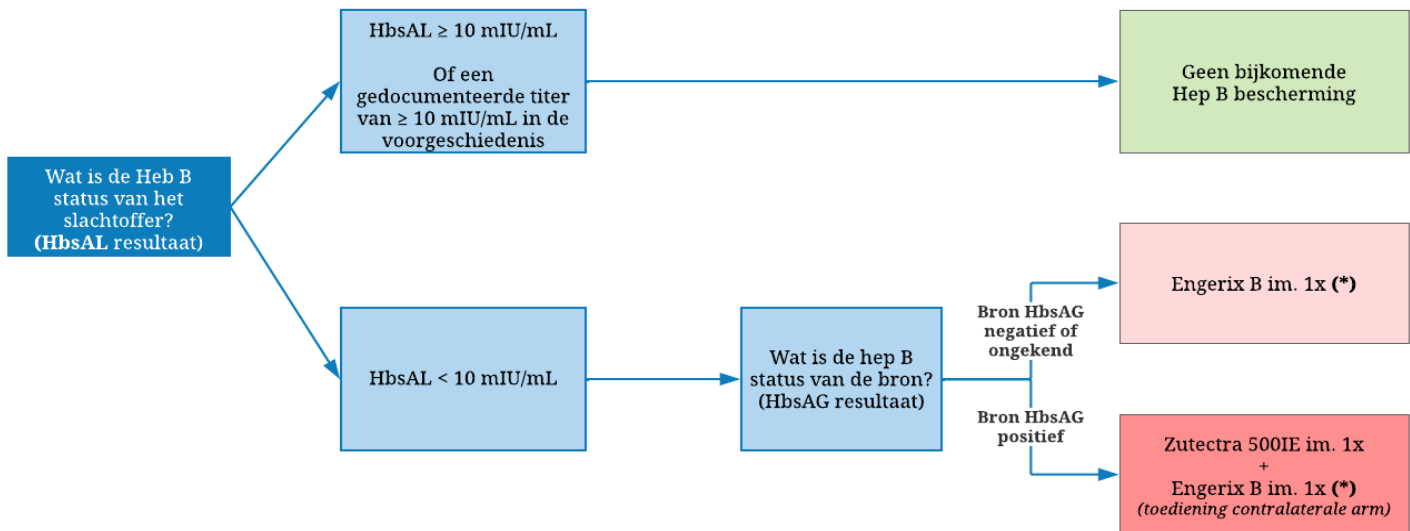 Wat is de Heb B
status van het
slachtoffer?
(HbsAL resultaat)
HbsAL ≥ 10 mIU/mL
Of een
gedocumenteerde titer
van ≥ 10 mIU/mL in de
voorgeschiedenis
Geen bijkomende
Hep B bescherming
HbsAL < 10 mIU/mL
Wat is de hep B
status van de bron?
(HbsAG resultaat)
Bron HbsAG
negatief of
ongekend
Engerix B im. 1x (*)
Bron HbsAG
positief
Zutectra 500IE im. 1x
+
Engerix B im. 1x (*)
(toediening contralaterale arm)